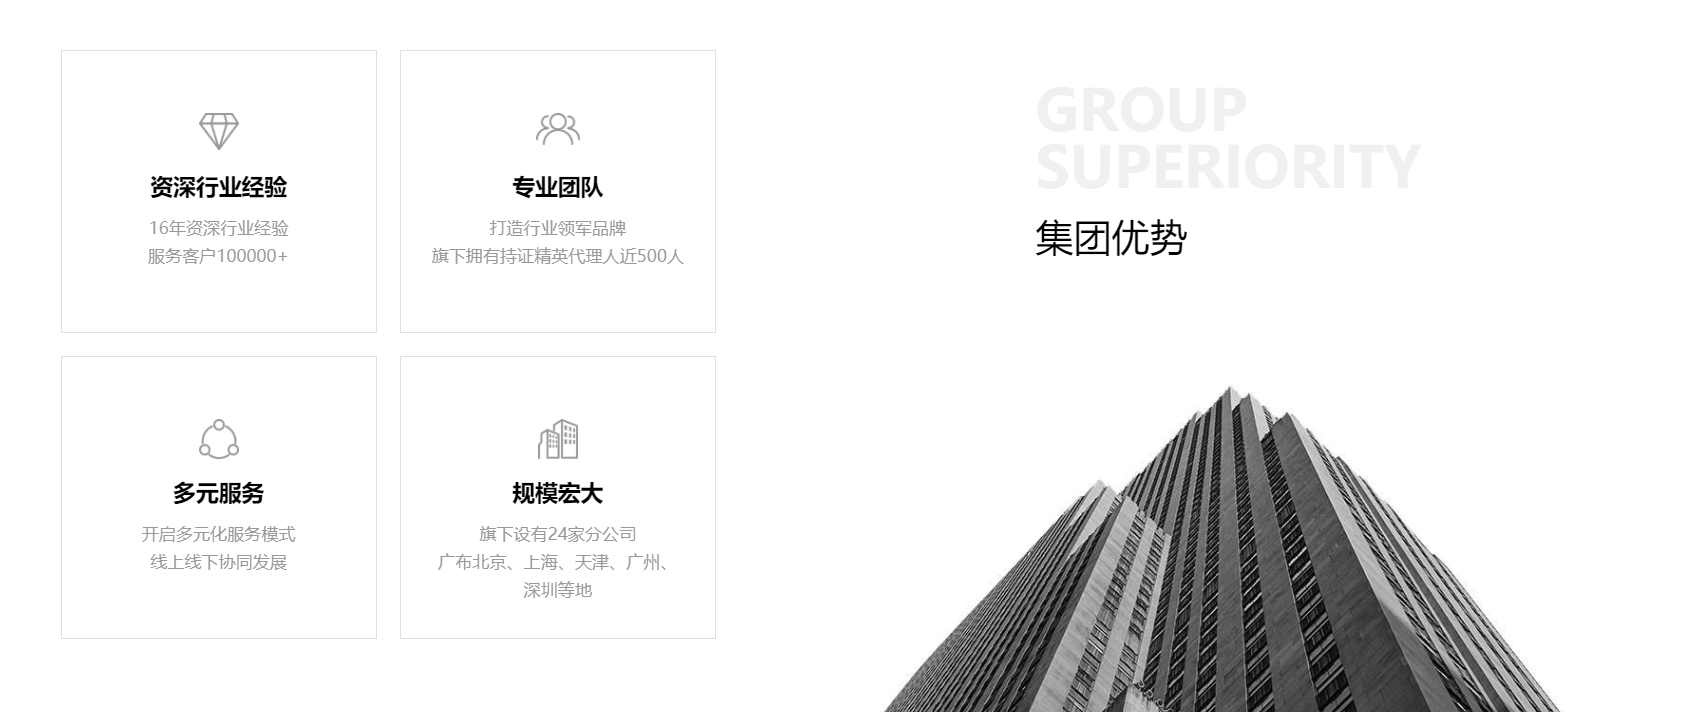 资深行业经验
16年资深行业经验
服务客户100000+
专业团队
打造行业领军品牌
旗下拥有持证精英代理人近500人
多元服务
开启多元化服务模式
线上线下协同发展
规模宏大
旗下设有24家分公司
广布北京、上海、天津、广州、
深圳等地
GROUP
SUPERIORITY
集团优势